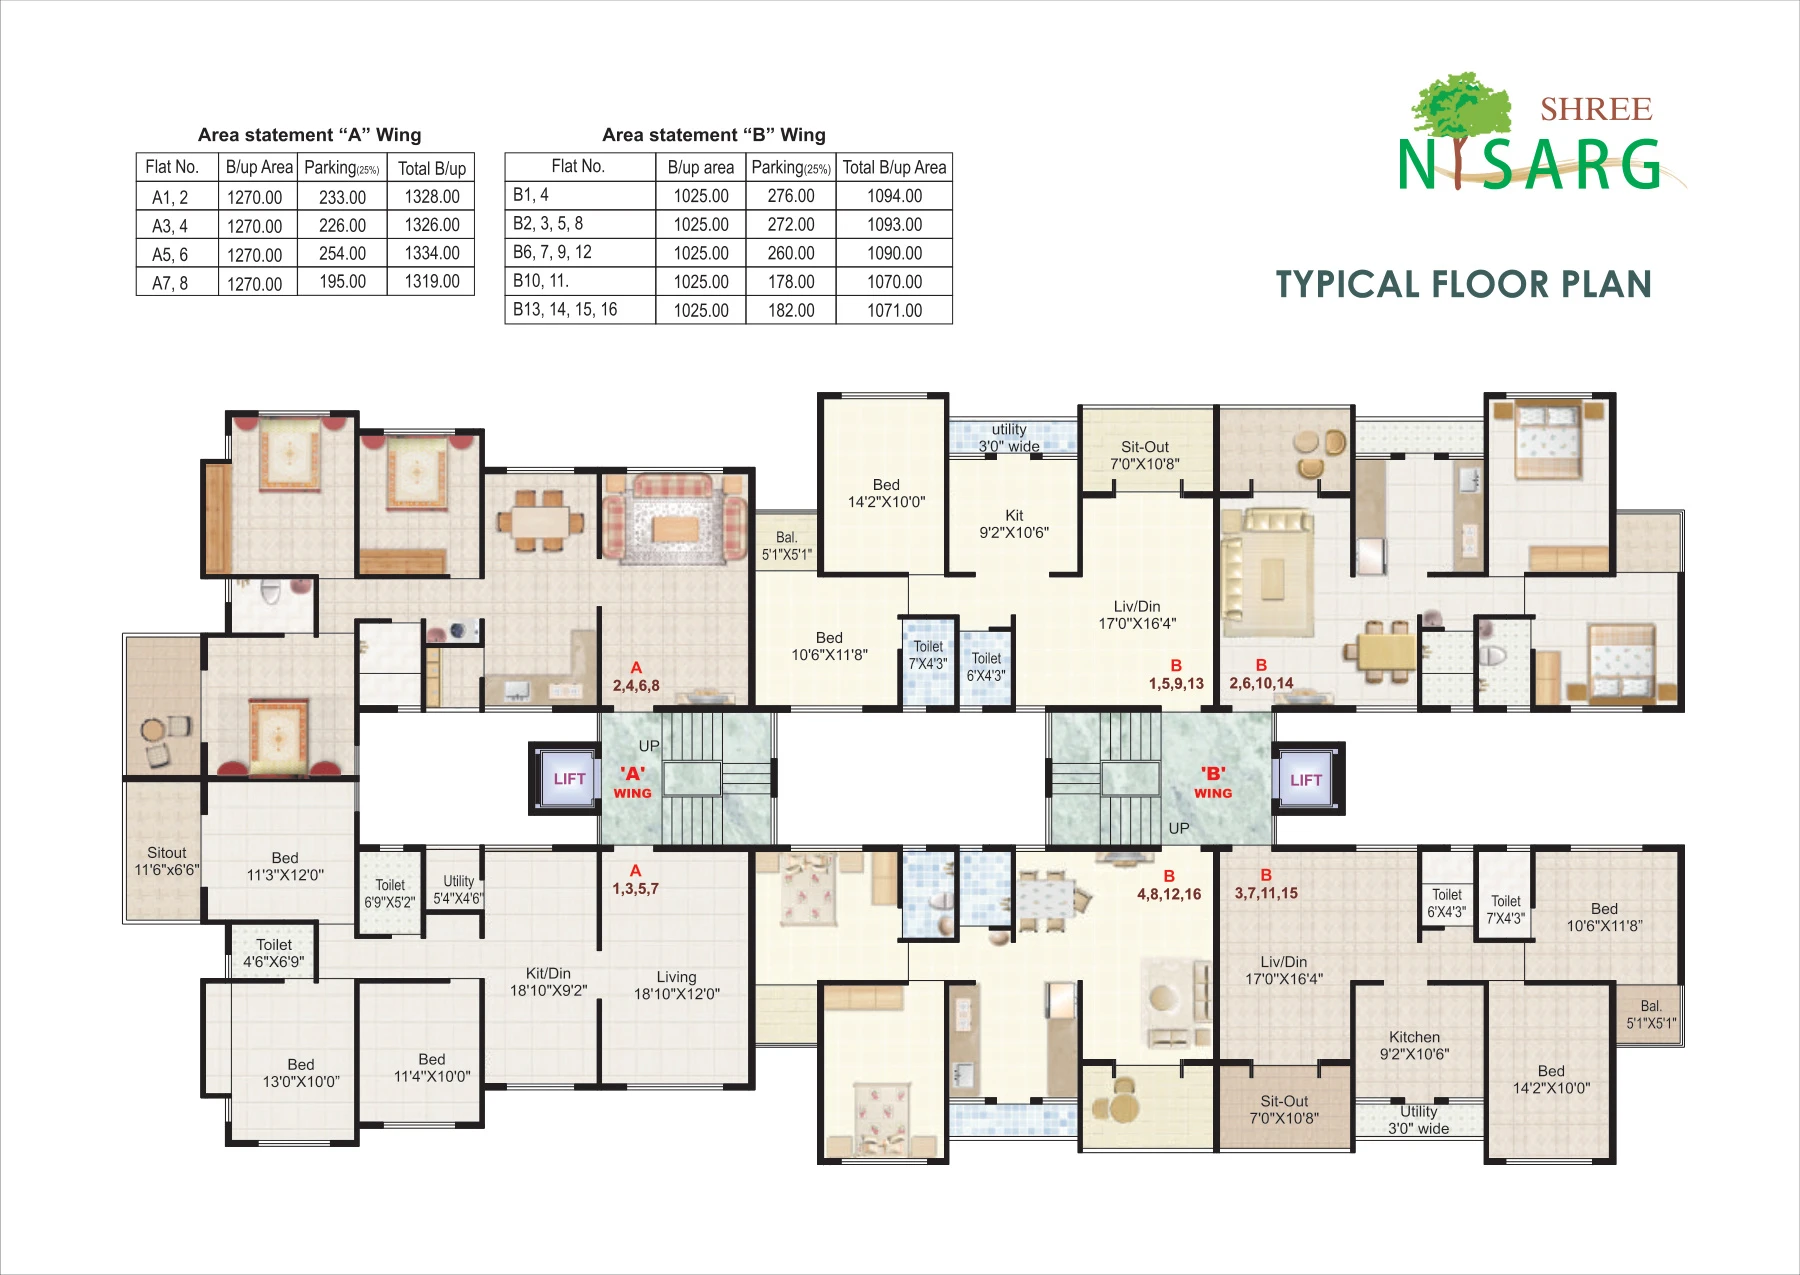 SHREE
NISARG
TYPICAL FLOOR PLAN
Area statement “A” Wing
Flat No. B/up Area Parking(25%) Total B/up
A1, 2 1270.00 233.00 1328.00
A3, 4 1270.00 226.00 1326.00
A5, 6 1270.00 254.00 1334.00
A7, 8 1270.00 195.00 1319.00
Area statement “B” Wing
Flat No. B/up area Parking(25%) Total B/up Area
B1, 4 1025.00 276.00 1094.00
B2, 3, 5, 8 1025.00 272.00 1093.00
B6, 7, 9, 12 1025.00 260.00 1090.00
B10, 11. 1025.00 178.00 1070.00
B13, 14, 15, 16 1025.00 182.00 1071.00
utility
3'0" wide
Sit-Out
7'0"X10'8"
Bed
14'2"X10'0"
Kit
9'2"X10'6"
Bal.
5'1"X5'1"
Liv/Din
17'0"X16'4"
Bed
10'6"X11'8"
Toilet
7'X4'3"
Toilet
6'X4'3"
A
2,4,6,8
B
1,5,9,13
B
2,6,10,14
UP
LIFT
'A'
WING
'B'
WING
LIFT
UP
Sitout
11'6"x6'6"
Bed
11'3"X12'0"
Toilet
6'9"X5'2"
Utility
5'4"X4'6"
A
1,3,5,7
B
4,8,12,16
B
3,7,11,15
Toilet
6'X4'3"
Toilet
7'X4'3"
Bed
10'6"X11'8"
Toilet
4'6"X6'9"
Kit/Din
18'10"X9'2"
Living
18'10"X12'0"
Liv/Din
17'0"X16'4"
Bal.
5'1"X5'1"
Bed
13'0"X10'0”
Bed
11'4"X10'0"
Kitchen
9'2"X10'6"
Bed
14'2"X10'0"
Sit-Out
7'0"X10'8"
Utility
3'0" wide